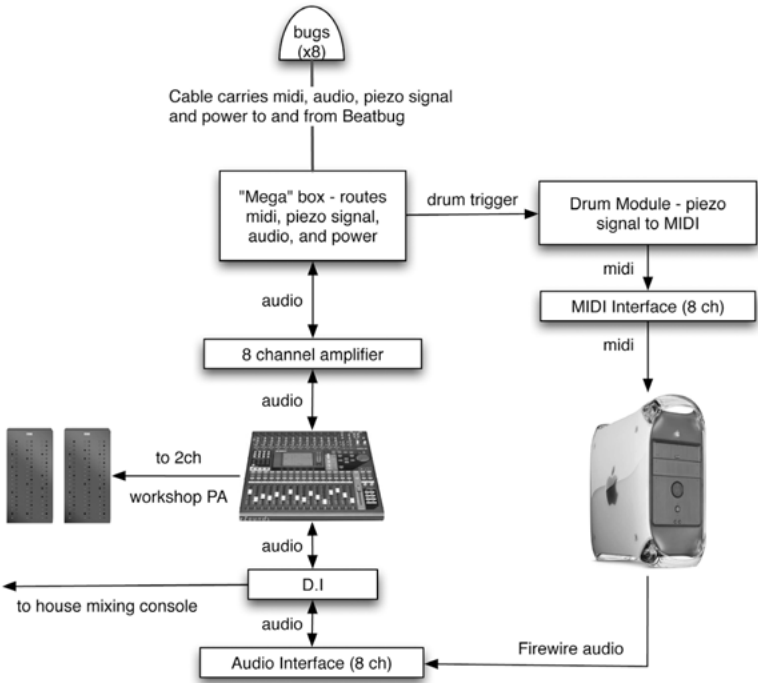 bugs
(x8)
Cable carries midi, audio, piezo signal
and power to and from Beatbug
"Mega" box - routes
midi, piezo signal,
audio, and power
drum trigger
Drum Module - piezo
signal to MIDI
midi
MIDI Interface (8 ch)
midi
audio
8 channel amplifier
audio
to 2ch
workshop PA
audio
D.I
to house mixing console
audio
Audio Interface (8 ch)
Firewire audio